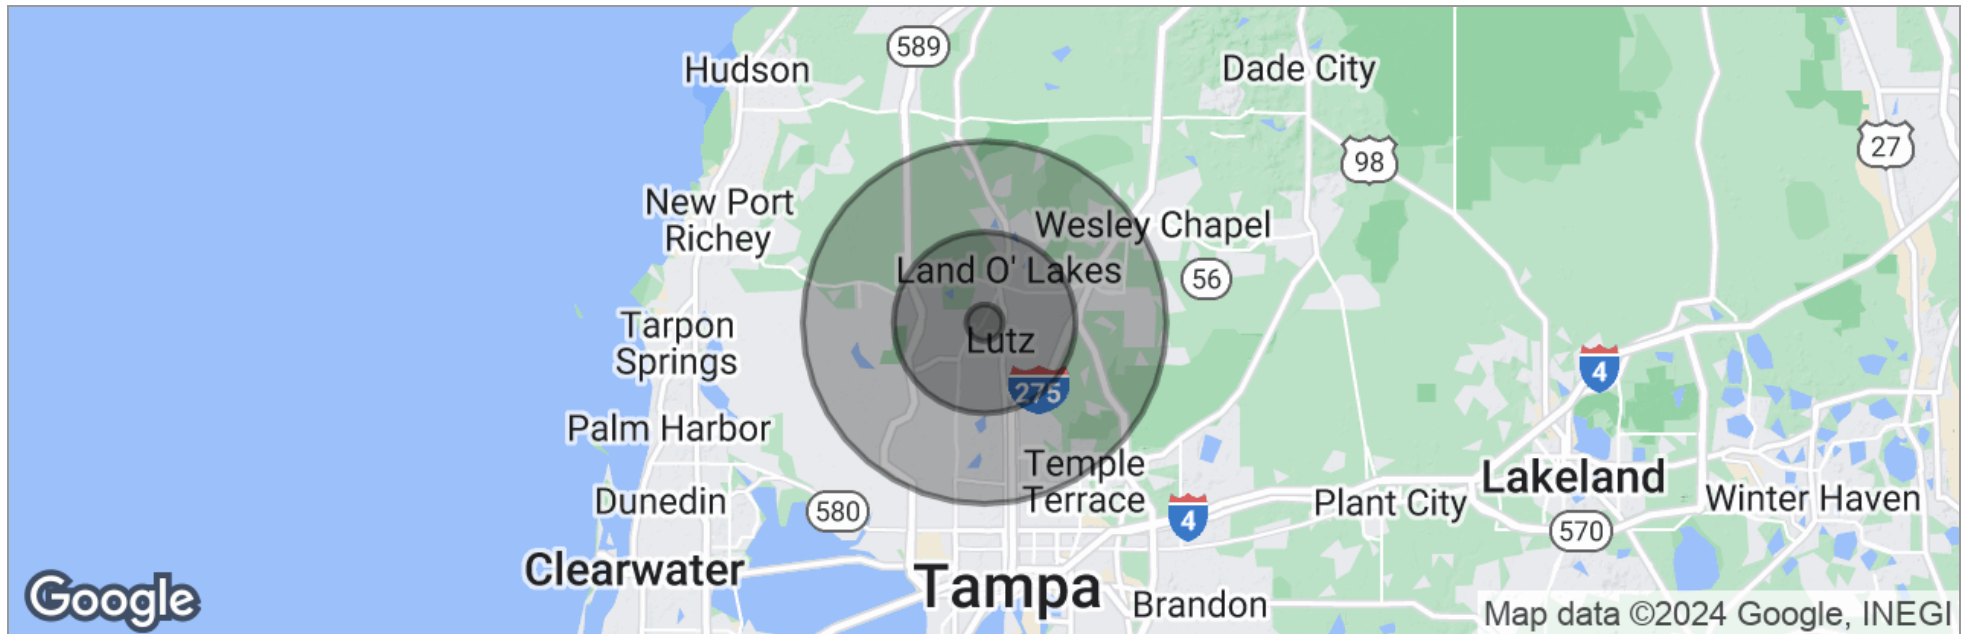 589
Hudson
Dade City
27
98
New Port
Richey
Wesley Chapel
Land O' Lakes
56
Tarpon
Springs
Lutz
4
275
Palm Harbor
Temple
Terrace
Lakeland
Dunedin
580
4
Plant City
Winter Haven
570
Clearwater
Tampa
Brandon
Google
Map data ©2024 Google, INEGI